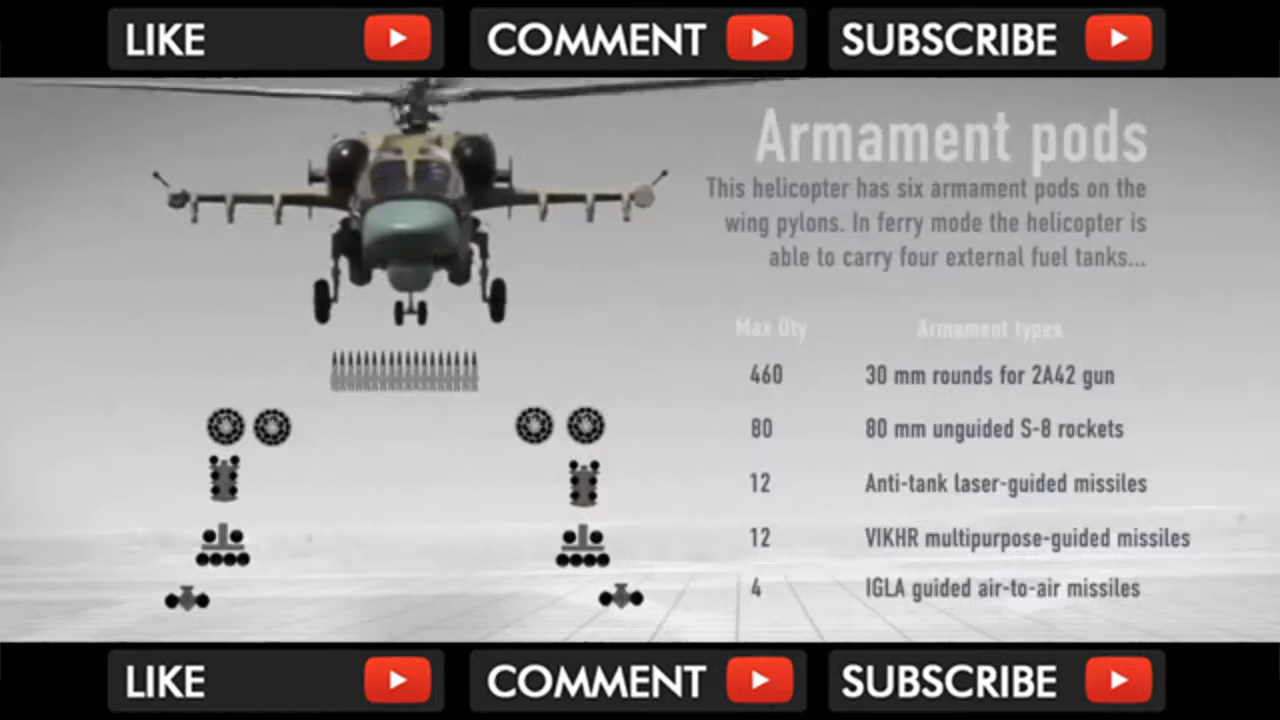 LIKE
COMMENT
SUBSCRIBE
Armament pods
This helicopter has six armament pods on the
wing pylons. In ferry mode the helicopter is
able to carry four external fuel tanks...
Max Qty Armament types
460 30 mm rounds for 2A42 gun
80 80 mm unguided S-8 rockets
12 Anti-tank laser-guided missiles
12 VIKHR multipurpose-guided missiles
4 IGLA guided air-to-air missiles
LIKE
COMMENT
SUBSCRIBE